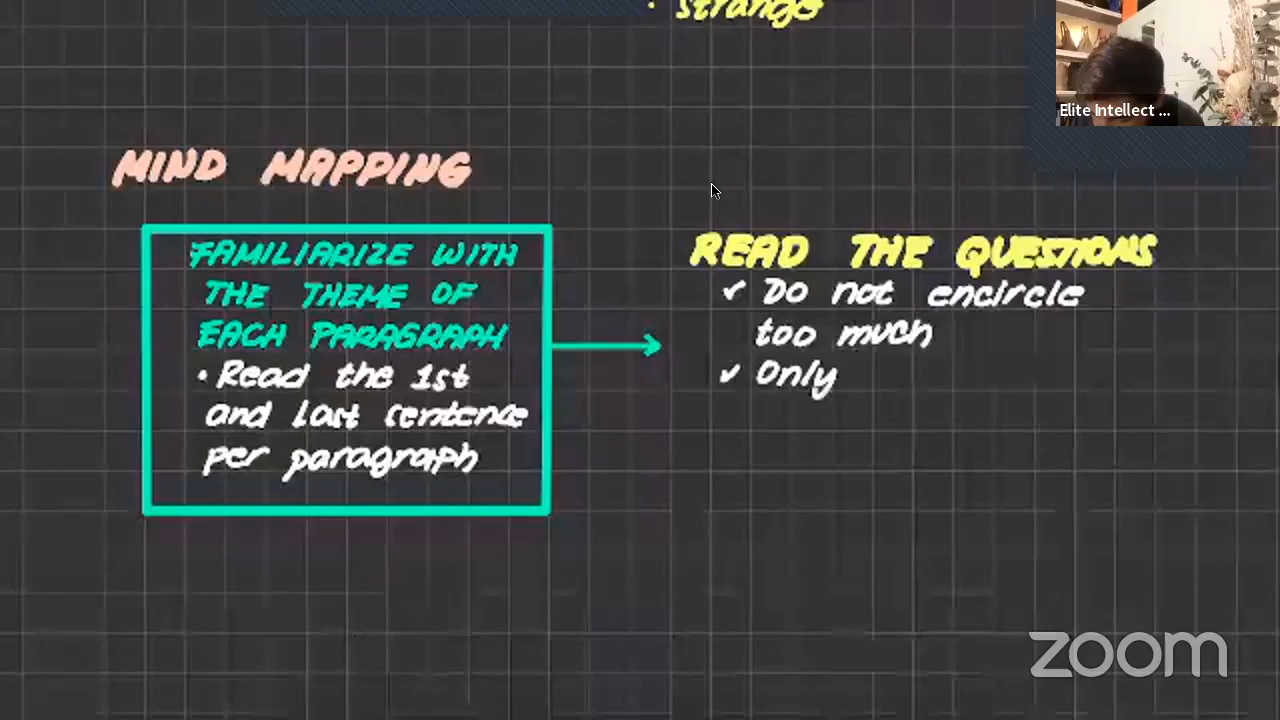 • strange
Elite Intellect ...
MIND MAPPING
FAMILIARIZE WITH
THE THEME OF
EACH PARAGRAPH
• Read the 1st
and last sentence
per paragraph
READ THE QUESTIONS
✓ Do not encircle
too much
✓ Only
zoom